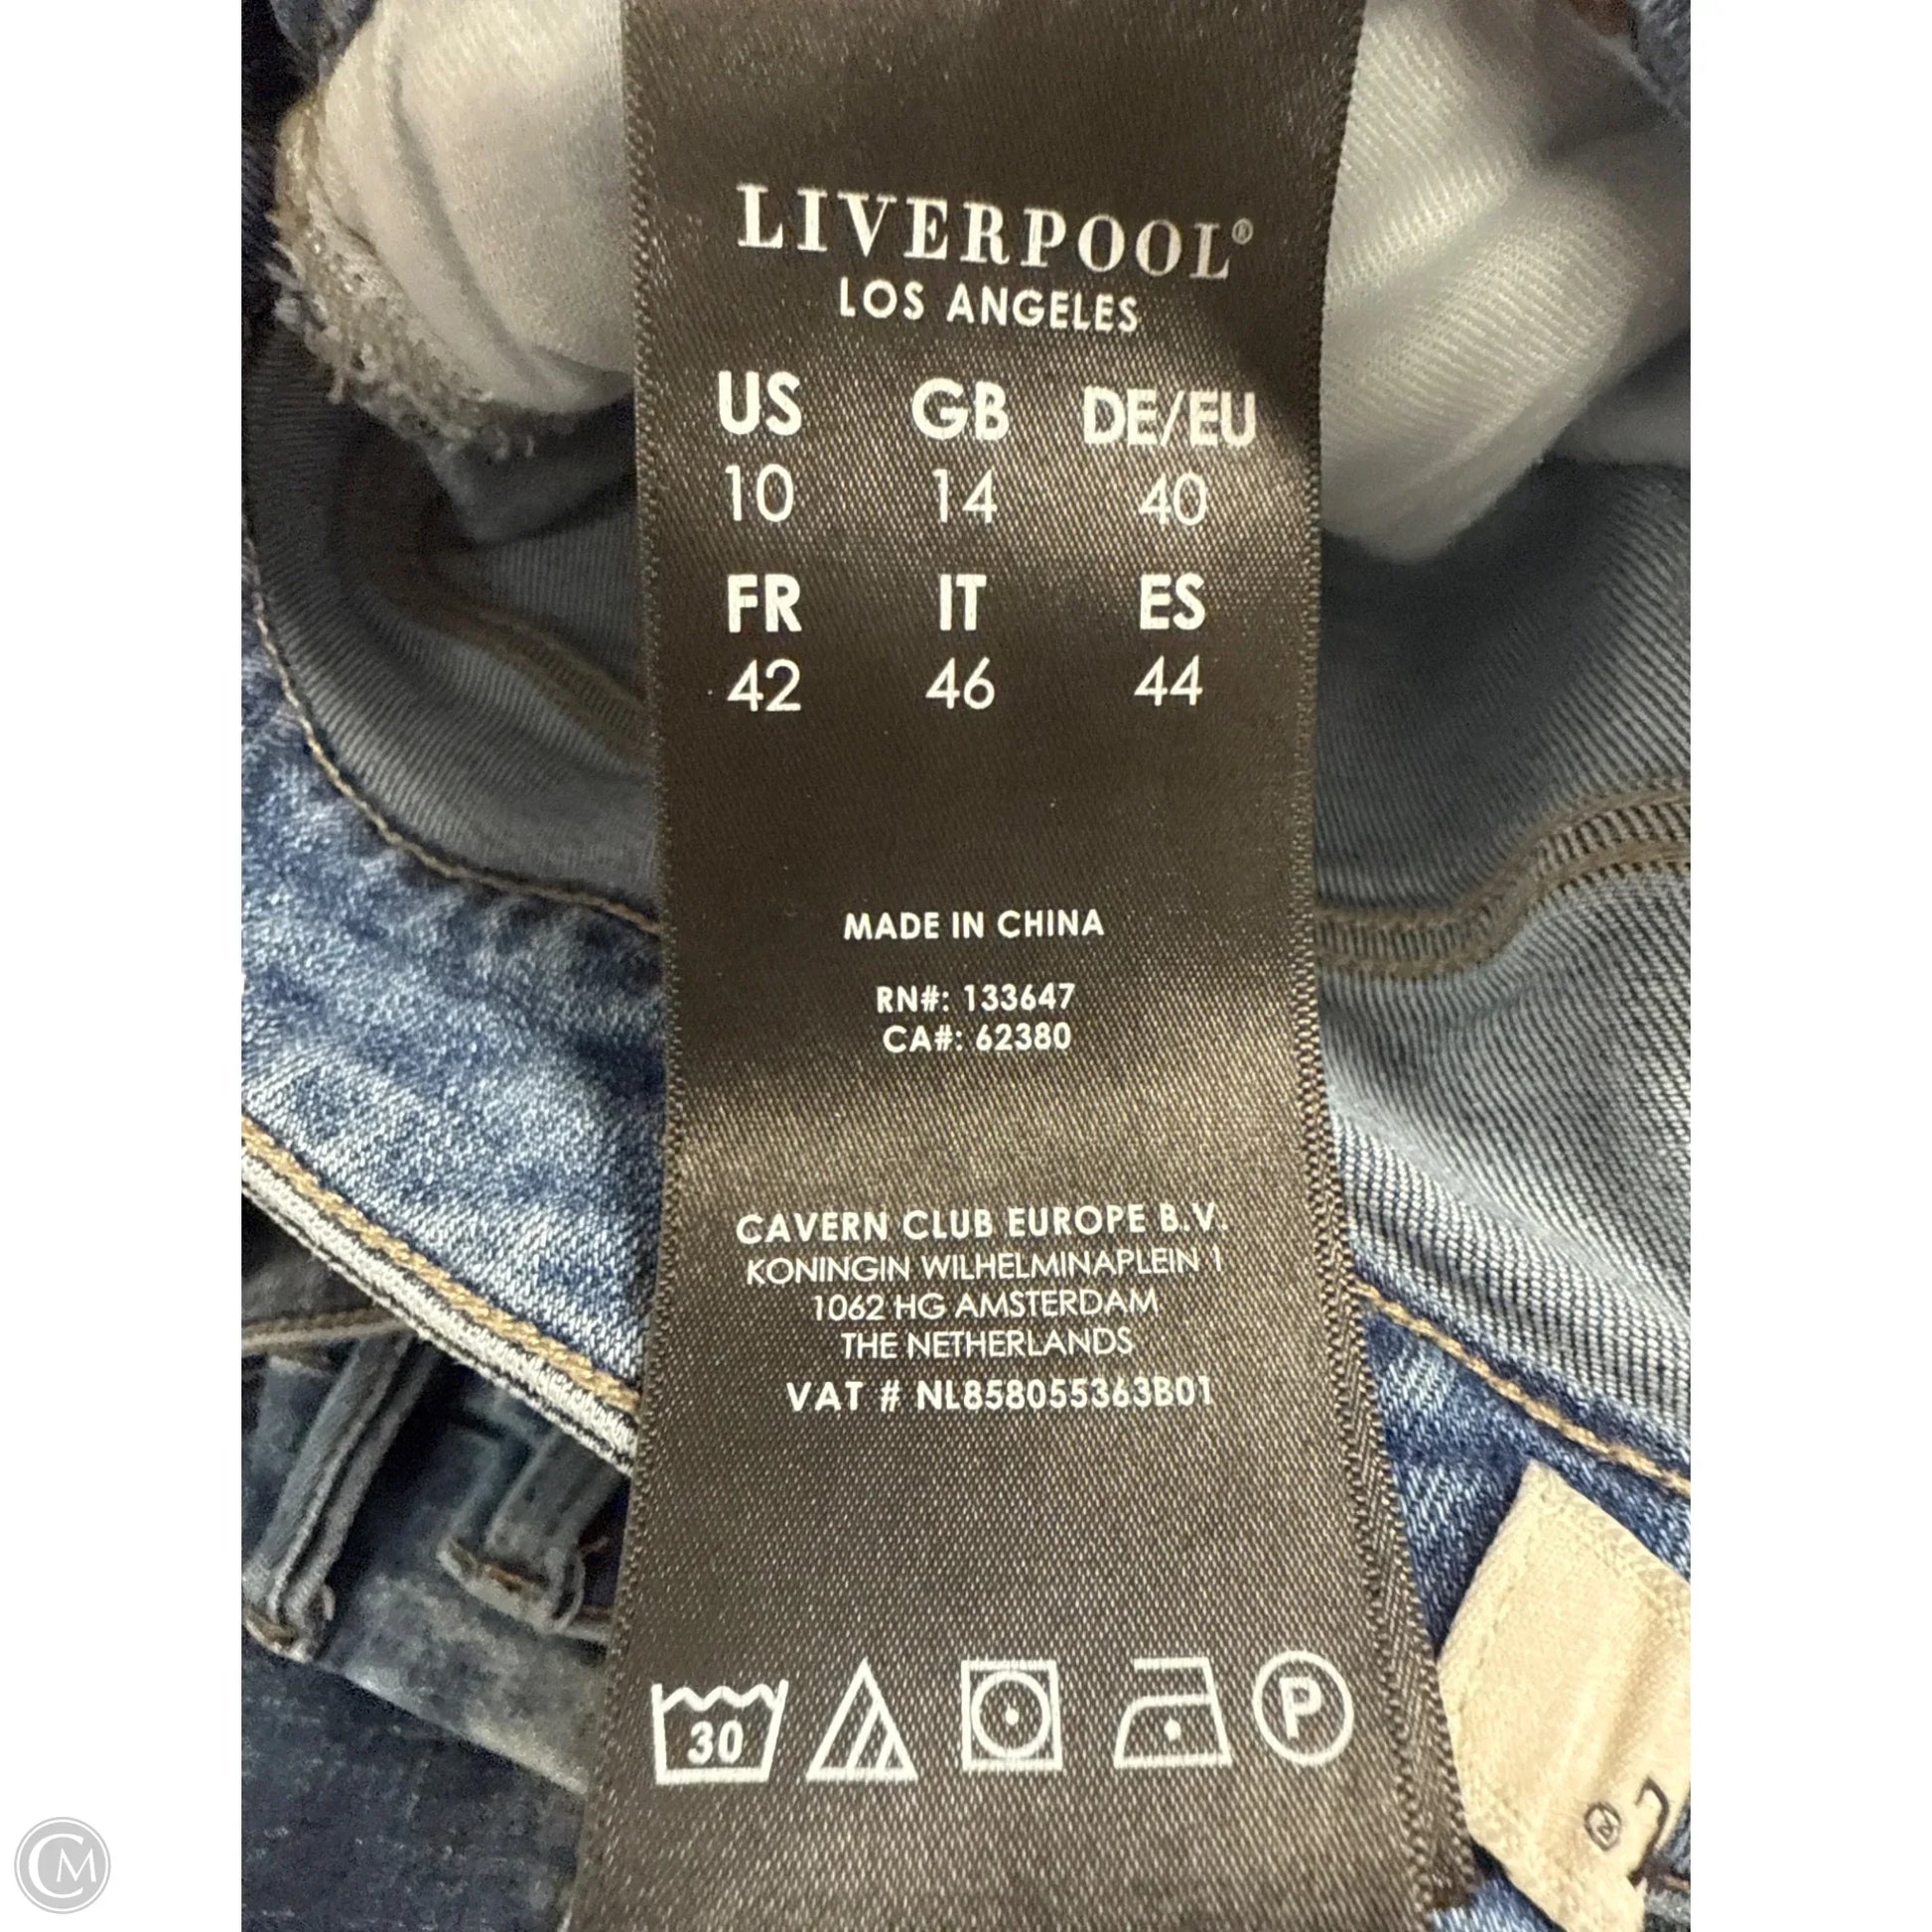 LIVERPOOL®
LOS ANGELES
US GB DE/EU
10 14 40
FR IT ES
42 46 44
MADE IN CHINA
RN#: 133647
CA#: 62380
CAVERN CLUB EUROPE B.V.
KONINGIN WILHELMINAPLEIN 1
1062 HG AMSTERDAM
THE NETHERLANDS
VAT # NL858055363B01
30 P
CM